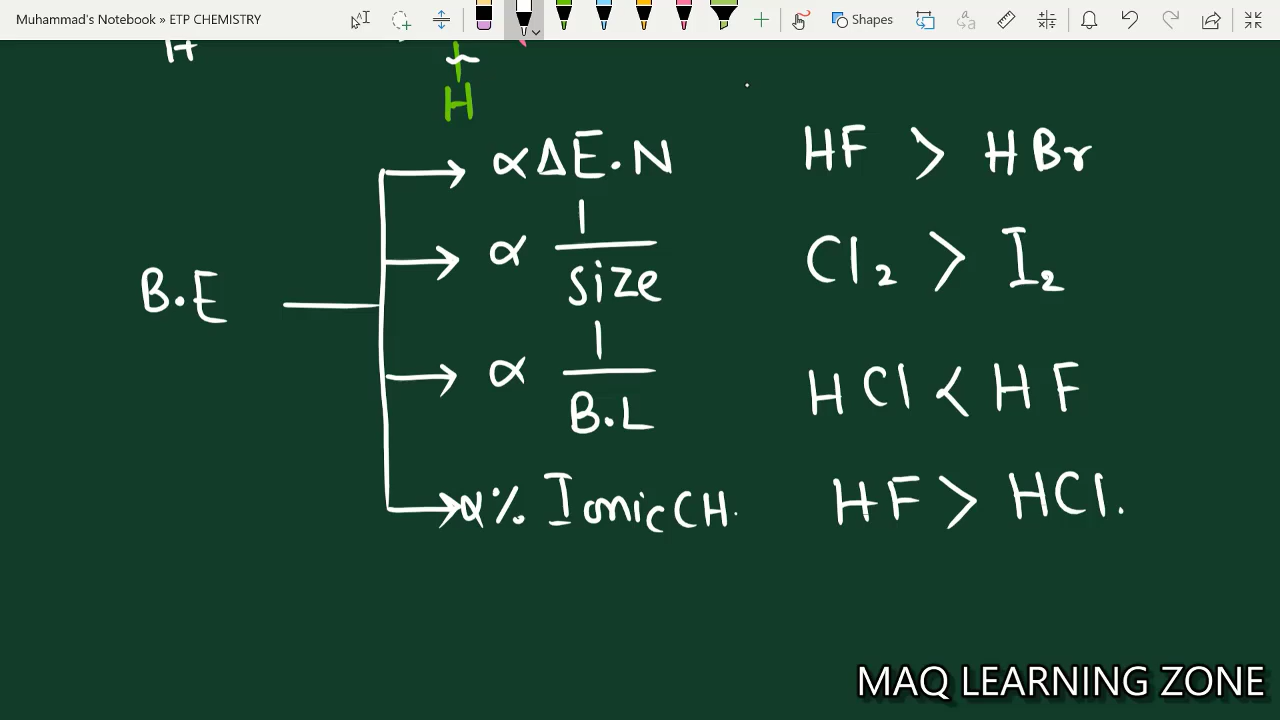 Muhammad's Notebook » ETP CHEMISTRY
Shapes
H
H
α ΔE.N HF > HBr
α 1/size Cl₂ > I₂
B.E
α 1/B.L HCl < HF
α % Ionic CH. HF > HCl.
MAQ LEARNING ZONE